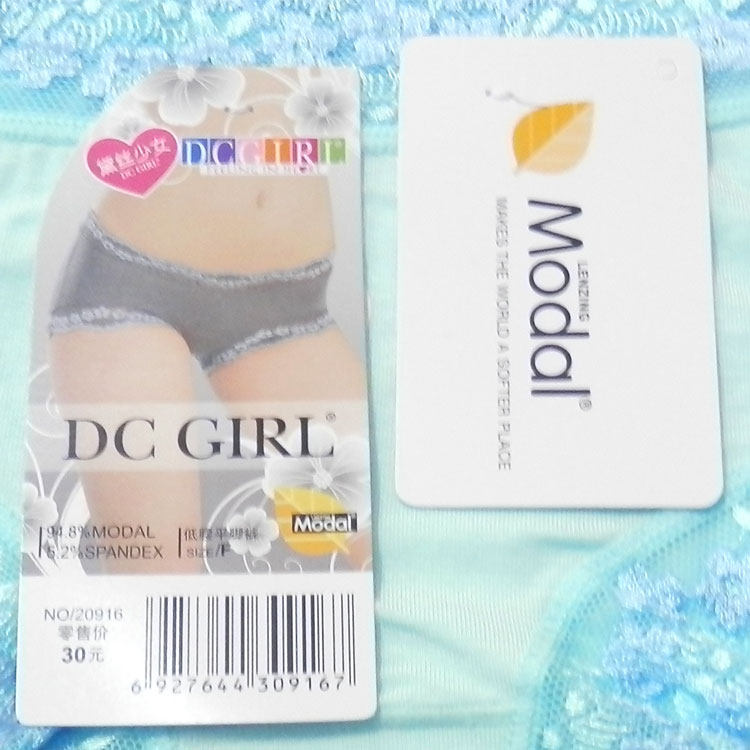 黛丝少女
DC GIRL
DCGIRL
DC GIRL®
94.8%MODAL
5.2%SPANDEX
低腰平脚裤
SIZE/F
LENZING
Modal
NO/20916
零售价
30元
6 927644 309167
LENZING
Modal®
MAKES THE WORLD A SOFTER PLACE